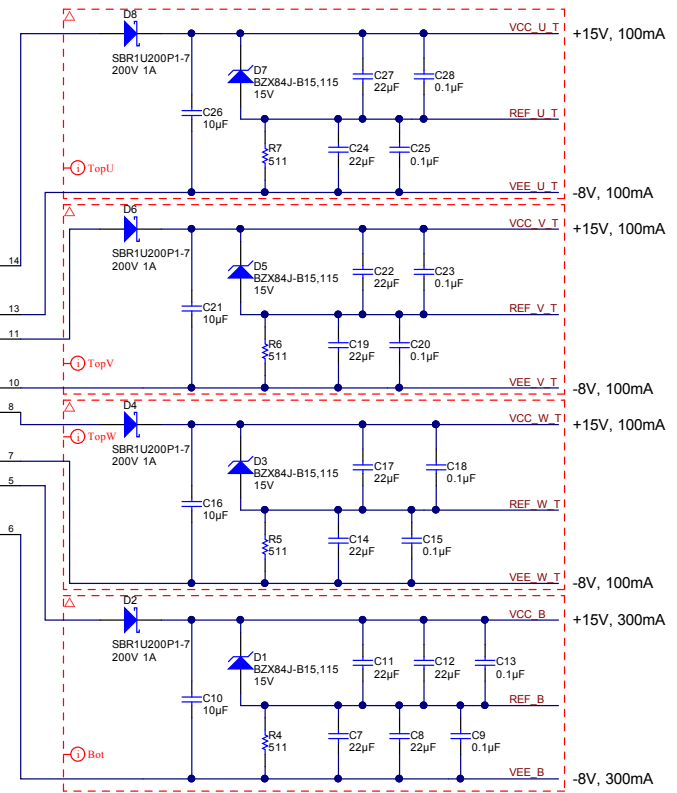 D8
SBR1U200P1-7
200V 1A
D7
BZX84J-B15,115
15V
C27
22µF
C28
0.1µF
VCC_U_T
+15V, 100mA
C26
10µF
REF_U_T
R7
511
C24
22µF
C25
0.1µF
i TopU
VEE_U_T
-8V, 100mA
D6
SBR1U200P1-7
200V 1A
VCC_V_T
+15V, 100mA
14
D5
BZX84J-B15,115
15V
C22
22µF
C23
0.1µF
C21
10µF
13
REF_V_T
11
R6
511
C19
22µF
C20
0.1µF
i TopV
10
VEE_V_T
-8V, 100mA
8
D4
SBR1U200P1-7
200V 1A
VCC_W_T
+15V, 100mA
i TopW
7
D3
BZX84J-B15,115
15V
C17
22µF
C18
0.1µF
5
C16
10µF
REF_W_T
6
R5
511
C14
22µF
C15
0.1µF
VEE_W_T
-8V, 100mA
D2
SBR1U200P1-7
200V 1A
VCC_B
+15V, 300mA
D1
BZX84J-B15,115
15V
C11
22µF
C12
22µF
C13
0.1µF
C10
10µF
REF_B
R4
511
C7
22µF
C8
22µF
C9
0.1µF
i Bot
VEE_B
-8V, 300mA